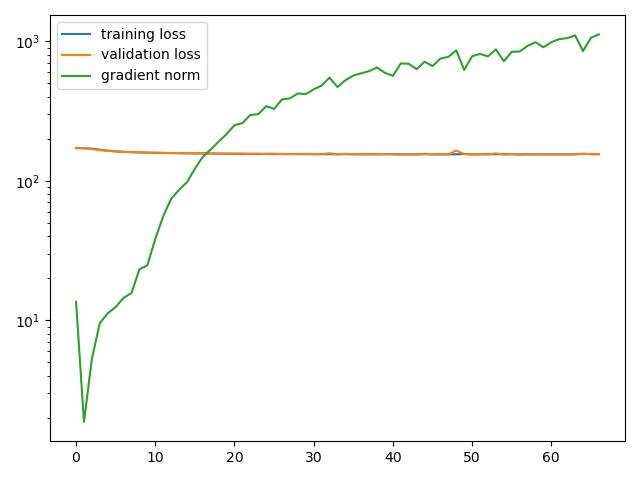 training loss
validation loss
gradient norm
10³
10²
10¹
0 10 20 30 40 50 60